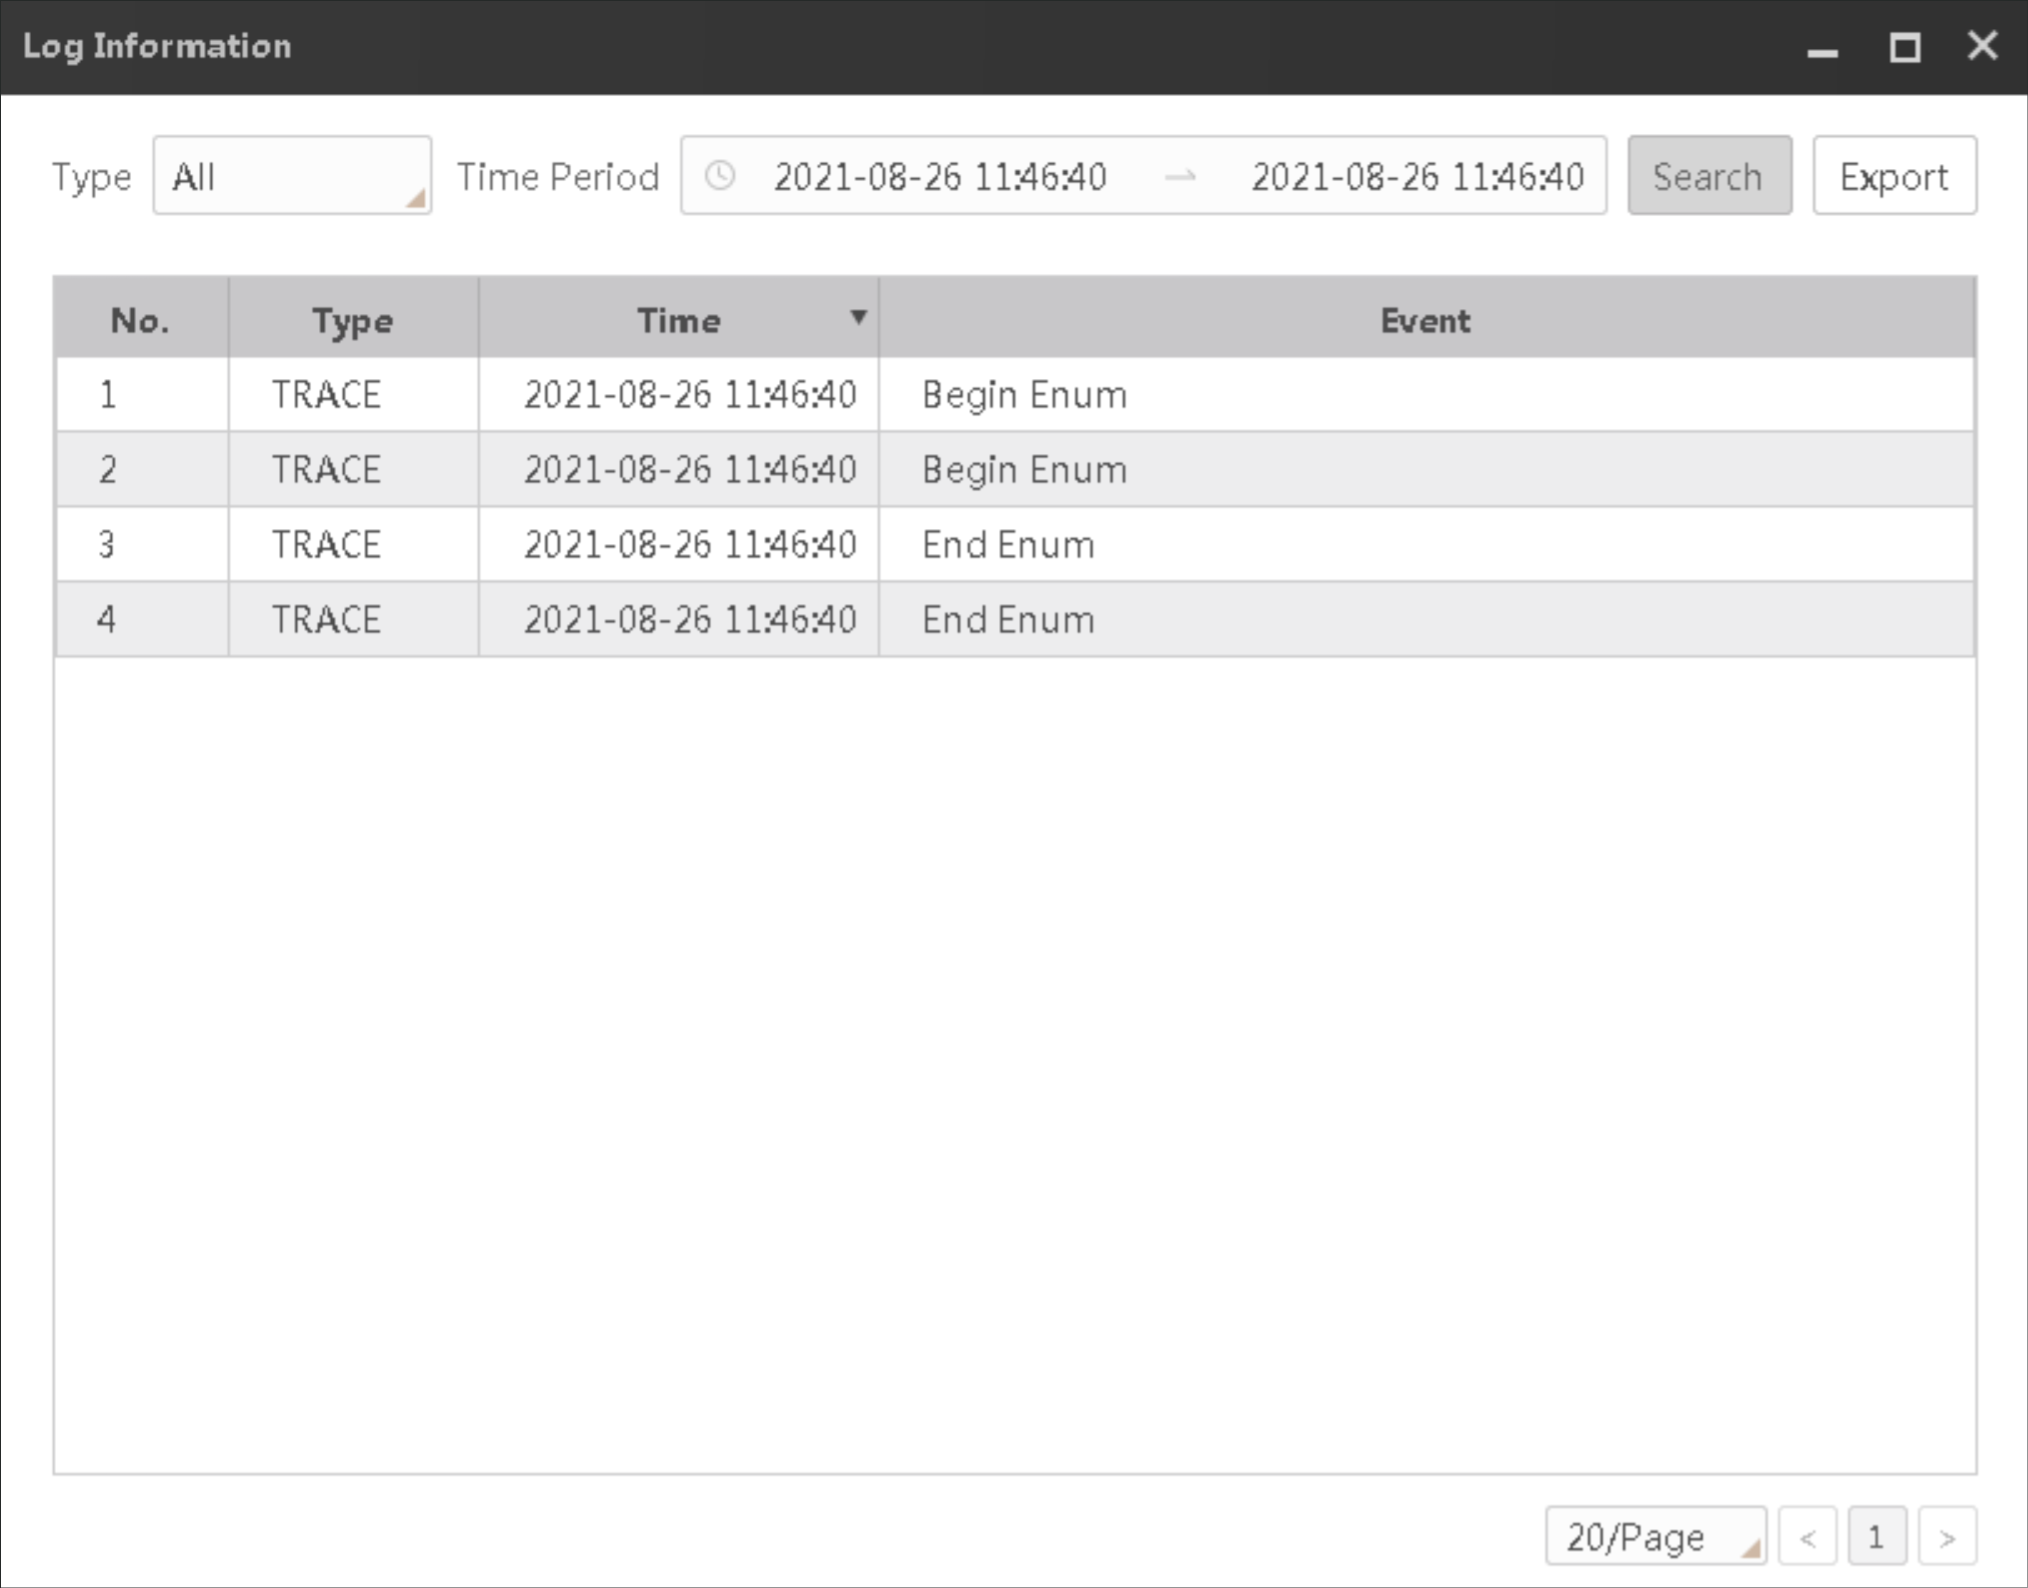 Log Information
Type All Time Period 2021-08-26 11:46:40 → 2021-08-26 11:46:40 Search Export
No. Type Time ▼ Event
1 TRACE 2021-08-26 11:46:40 Begin Enum
2 TRACE 2021-08-26 11:46:40 Begin Enum
3 TRACE 2021-08-26 11:46:40 End Enum
4 TRACE 2021-08-26 11:46:40 End Enum
20/Page < 1 >